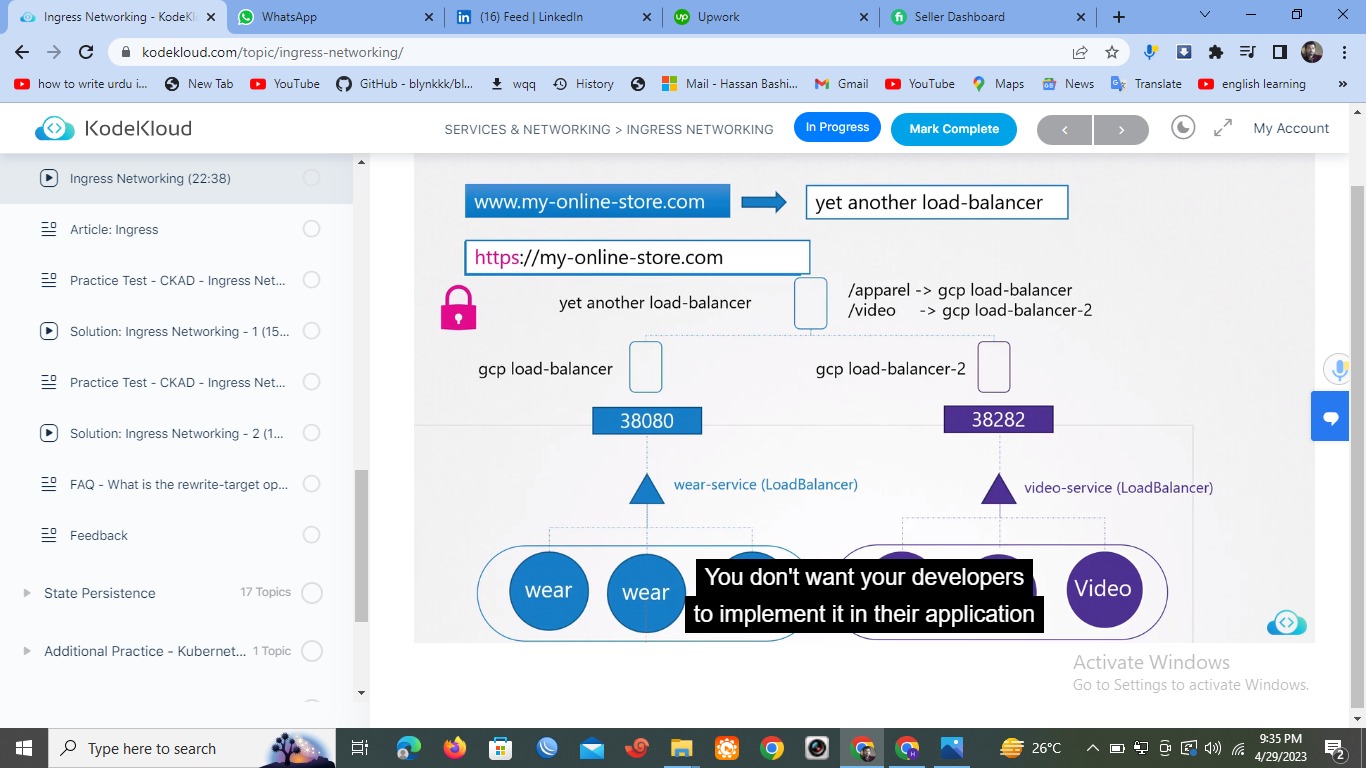 Ingress Networking - KodeKl
WhatsApp
(16) Feed | LinkedIn
Upwork
Seller Dashboard
kodekloud.com/topic/ingress-networking/
how to write urdu i...
New Tab
YouTube
GitHub - blynkkk/bl...
wqq
History
Mail - Hassan Bashi...
Gmail
YouTube
Maps
News
Translate
english learning
KodeKloud
SERVICES & NETWORKING > INGRESS NETWORKING
In Progress
Mark Complete
My Account
Ingress Networking (22:38)
Article: Ingress
Practice Test - CKAD - Ingress Net...
Solution: Ingress Networking - 1 (15...
Practice Test - CKAD - Ingress Net...
Solution: Ingress Networking - 2 (1...
FAQ - What is the rewrite-target op...
Feedback
State Persistence 17 Topics
Additional Practice - Kubernet... 1 Topic
www.my-online-store.com
yet another load-balancer
https://my-online-store.com
yet another load-balancer
/apparel -> gcp load-balancer
/video -> gcp load-balancer-2
gcp load-balancer
gcp load-balancer-2
38080
38282
wear-service (LoadBalancer)
video-service (LoadBalancer)
wear
wear
Video
You don't want your developers
to implement it in their application
Activate Windows
Go to Settings to activate Windows.
Type here to search
26°C
9:35 PM
4/29/2023
2